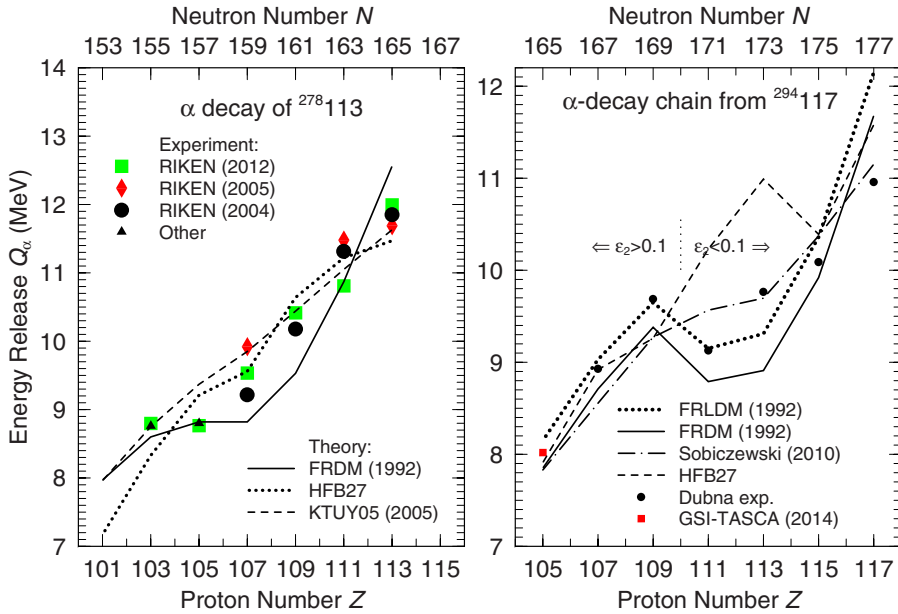 Neutron Number N
153 155 157 159 161 163 165 167
14
13
12
11
10
9
8
7
Energy Release Qα (MeV)
α decay of ²⁷⁸113
Experiment:
RIKEN (2012)
RIKEN (2005)
RIKEN (2004)
Other
Theory:
FRDM (1992)
HFB27
KTUY05 (2005)
101 103 105 107 109 111 113 115
Proton Number Z
Neutron Number N
165 167 169 171 173 175 177
12
11
10
9
8
7
α-decay chain from ²⁹⁴117
⇐ ε₂>0.1 ε₂<0.1 ⇒
FRLDM (1992)
FRDM (1992)
Sobiczewski (2010)
HFB27
Dubna exp.
GSI-TASCA (2014)
105 107 109 111 113 115 117
Proton Number Z